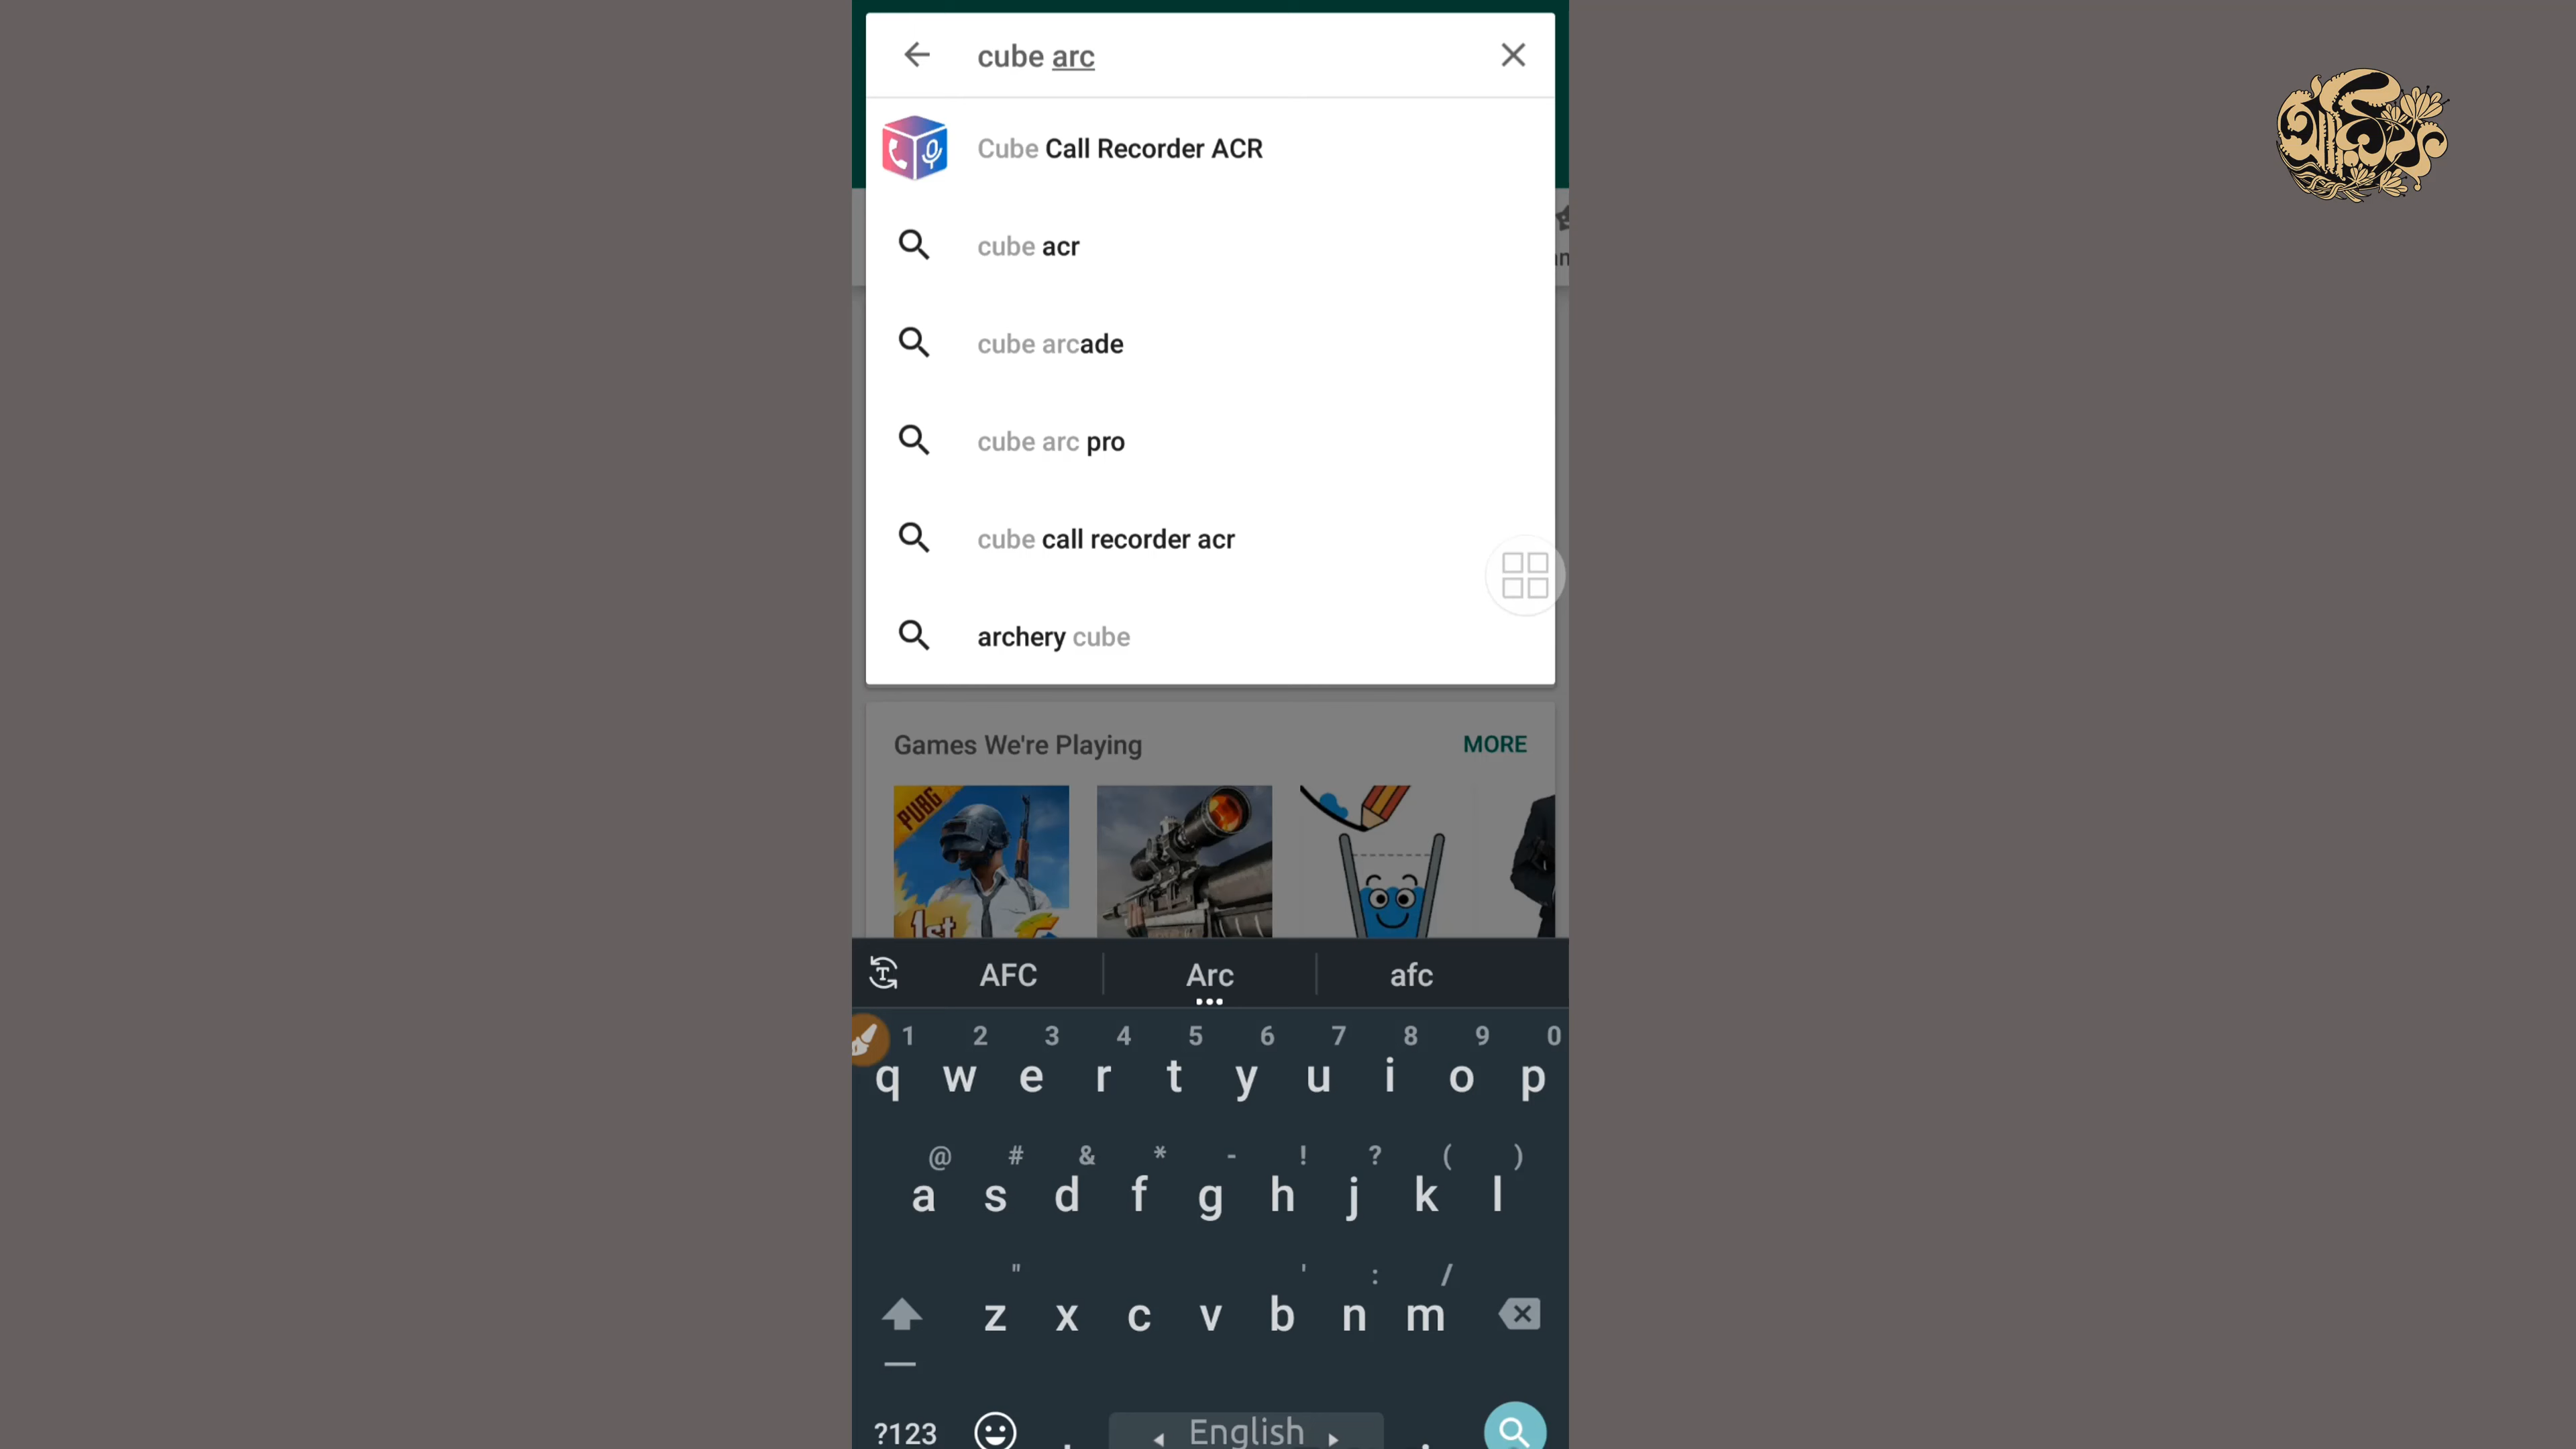 cube arc
Cube Call Recorder ACR
cube acr
cube arcade
cube arc pro
cube call recorder acr
archery cube
Games We're Playing
MORE
PUBG
1st
AFC
Arc
afc
1 2 3 4 5 6 7 8 9 0
q w e r t y u i o p
@ # & * - ! ? ( )
a s d f g h j k l
" ' : /
z x c v b n m
?123
English